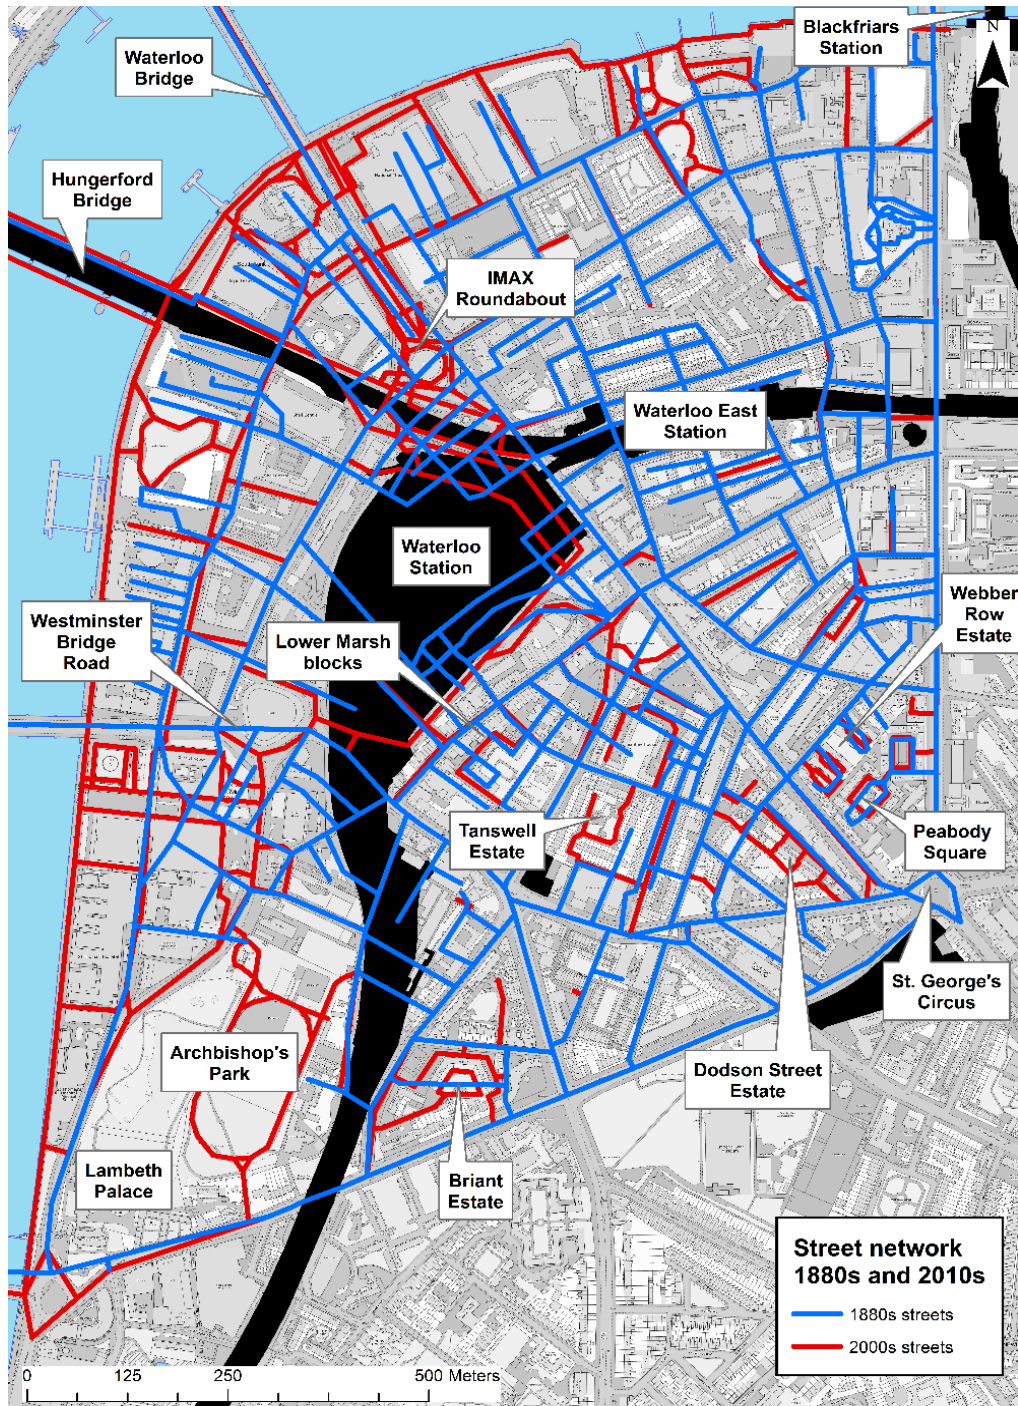 Blackfriars
Station
N
Waterloo
Bridge
Hungerford
Bridge
IMAX
Roundabout
Waterloo East
Station
Waterloo
Station
Westminster
Bridge
Road
Lower Marsh
blocks
Webber
Row
Estate
Tanswell
Estate
Peabody
Square
St. George's
Circus
Archbishop's
Park
Dodson Street
Estate
Lambeth
Palace
Briant
Estate
Street network
1880s and 2010s
1880s streets
2000s streets
0 125 250 500 Meters